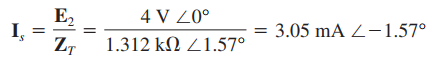 I_s = E_2 / Z_T = 4 V ∠0° / 1.312 kΩ ∠1.57° = 3.05 mA ∠−1.57°